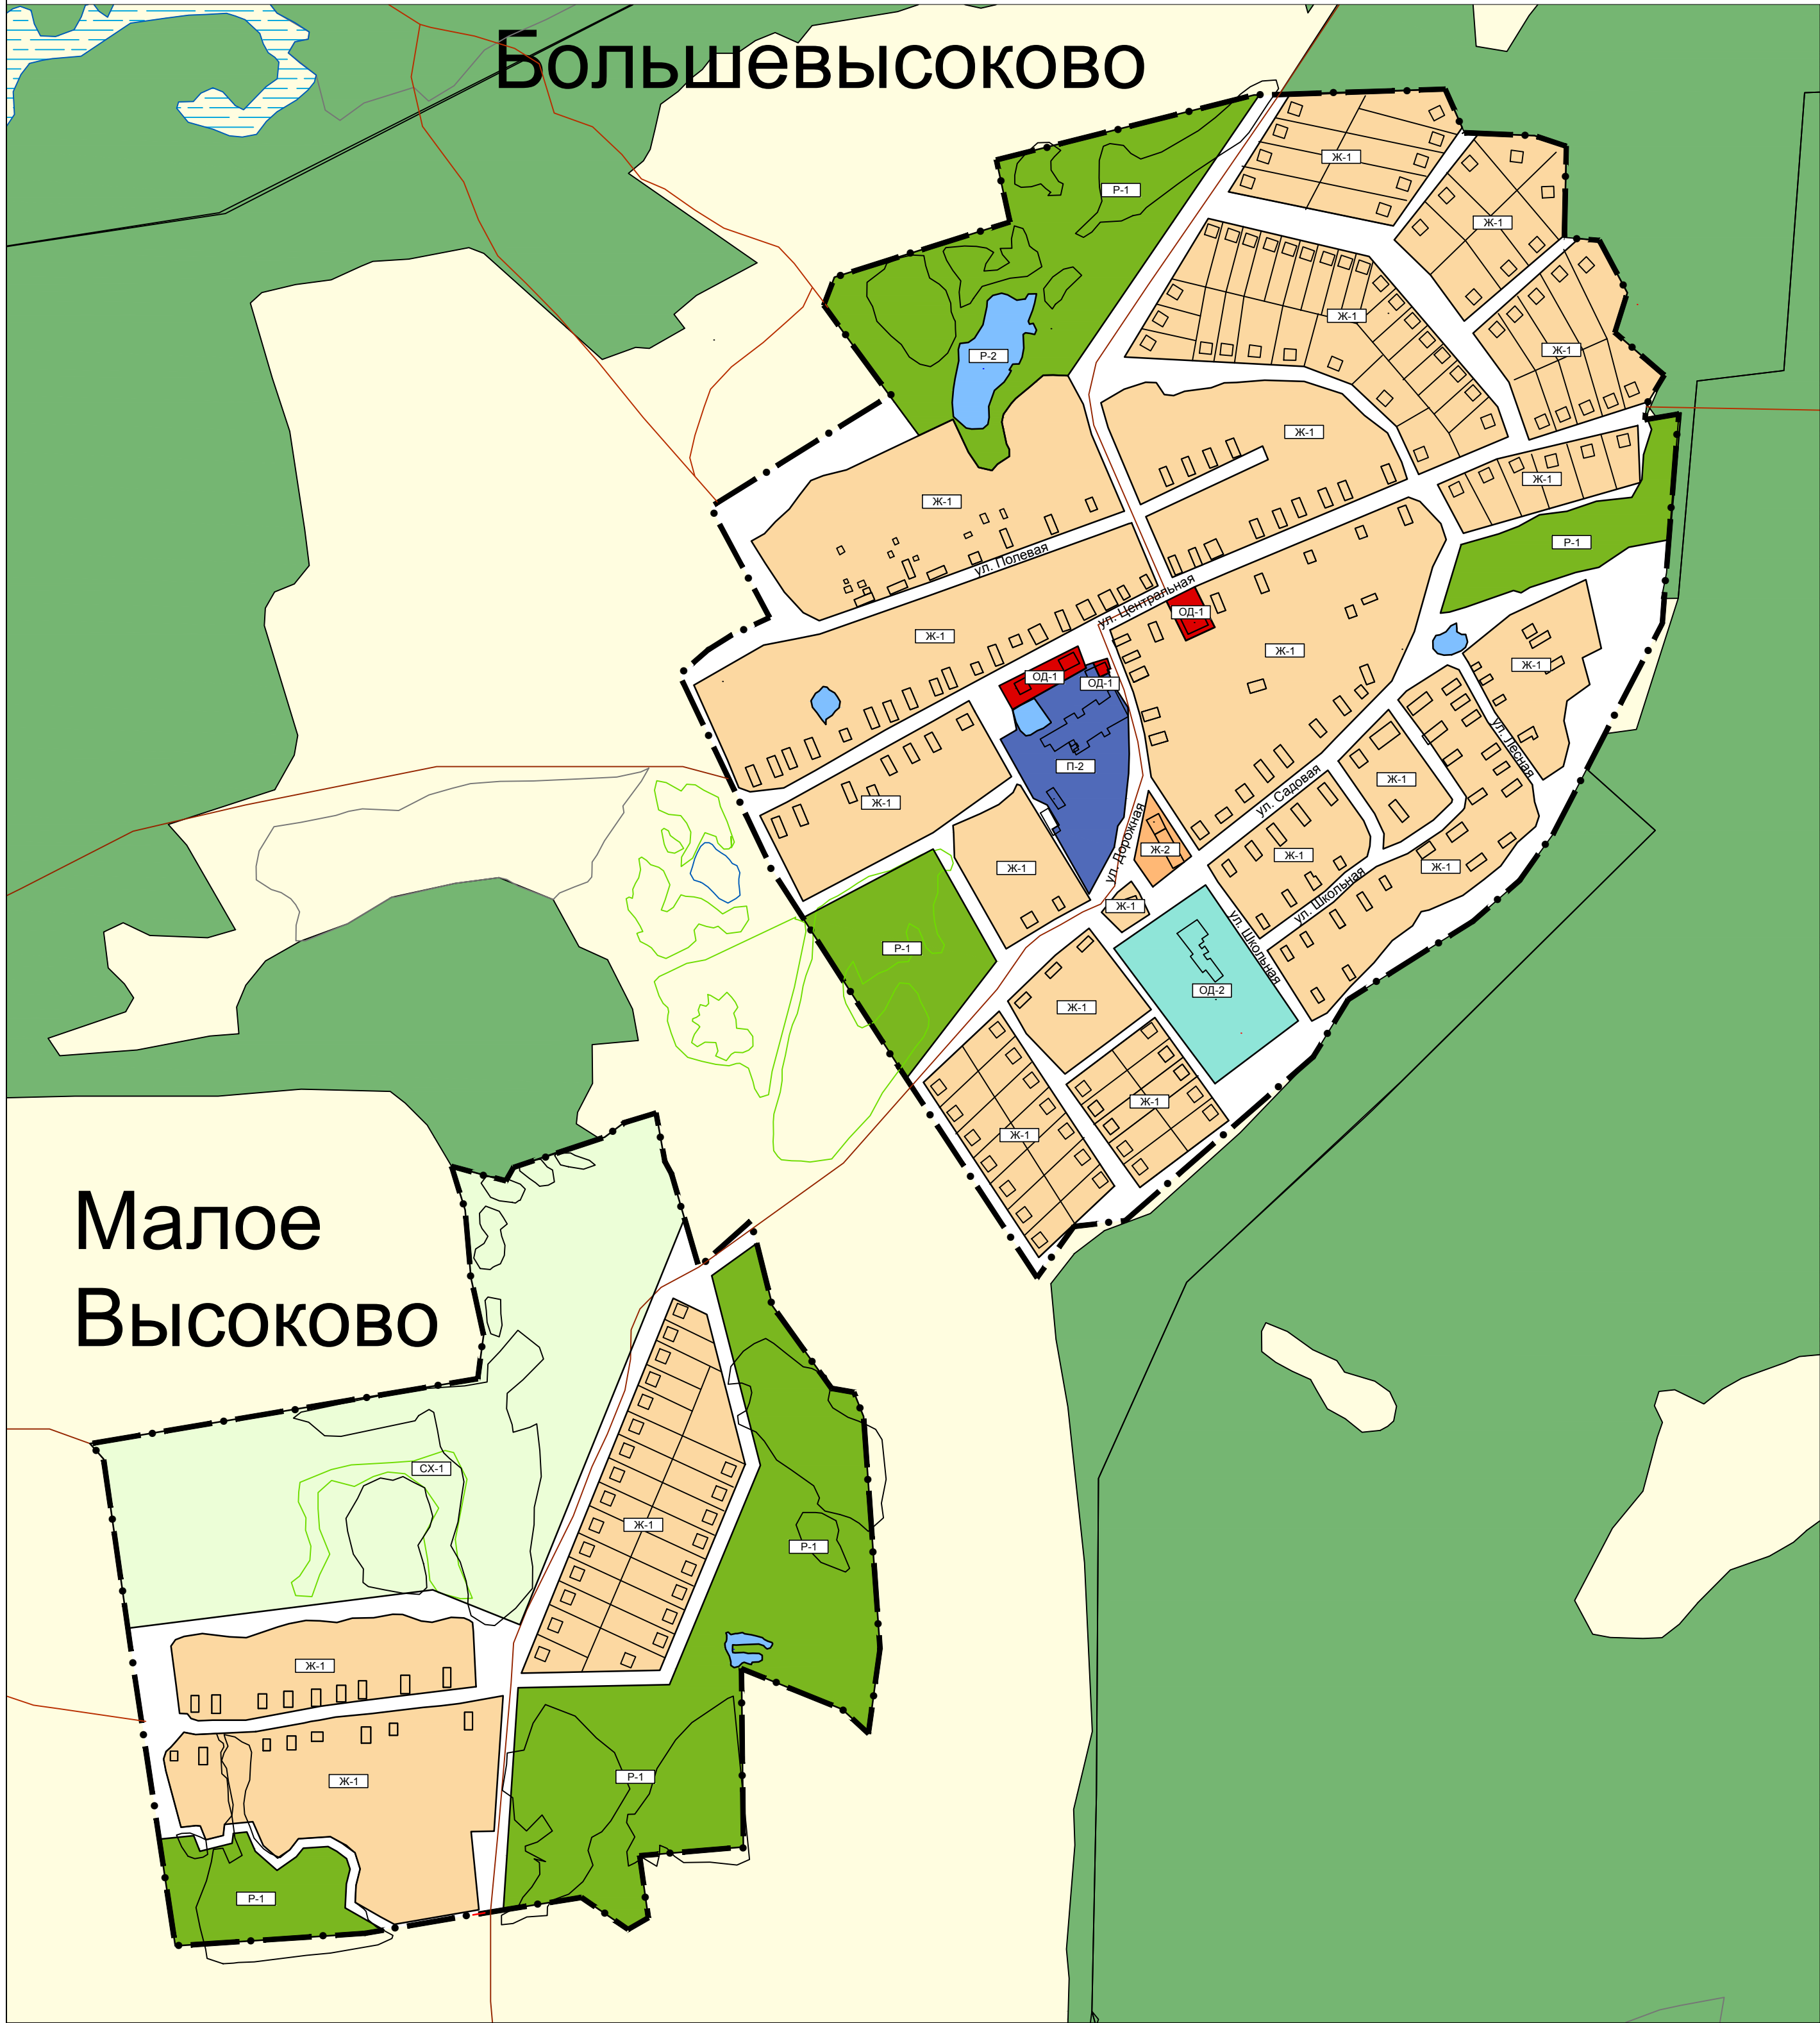 Большевысоково
Ж-1
Р-1
Ж-1
Ж-1
Ж-1
Р-2
Ж-1
Ж-1
Ж-1
Ж-1
Р-1
ул. Полевая
ул. Центральная
ОД-1
Ж-1
Ж-1
Ж-1
ОД-1
ОД-1
ул. Лесная
П-2
Ж-1
ул. Садовая
Ж-1
ул. Дорожная
Ж-2
Ж-1
Ж-1
Ж-1
ул. Школьная
Ж-1
Р-1
ул. Школьная
ОД-2
Ж-1
Ж-1
Ж-1
Малое
Высоково
СХ-1
Ж-1
Р-1
Ж-1
Р-1
Ж-1
Р-1